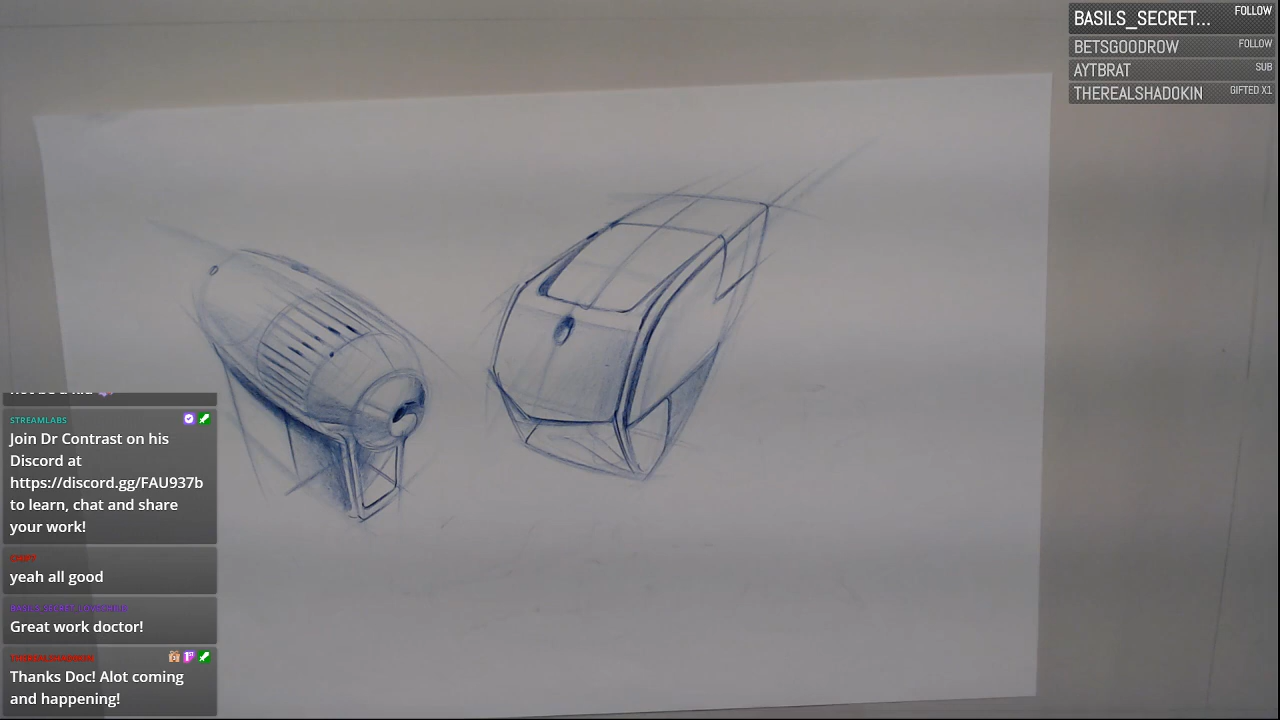 BASILS_SECRET... FOLLOW
BETSGOODROW FOLLOW
AYTBRAT SUB
THEREALSHADOKIN GIFTED X1
STREAMLABS
Join Dr Contrast on his
Discord at
https://discord.gg/FAU937b
to learn, chat and share
your work!
yeah all good
Great work doctor!
Thanks Doc! Alot coming
and happening!